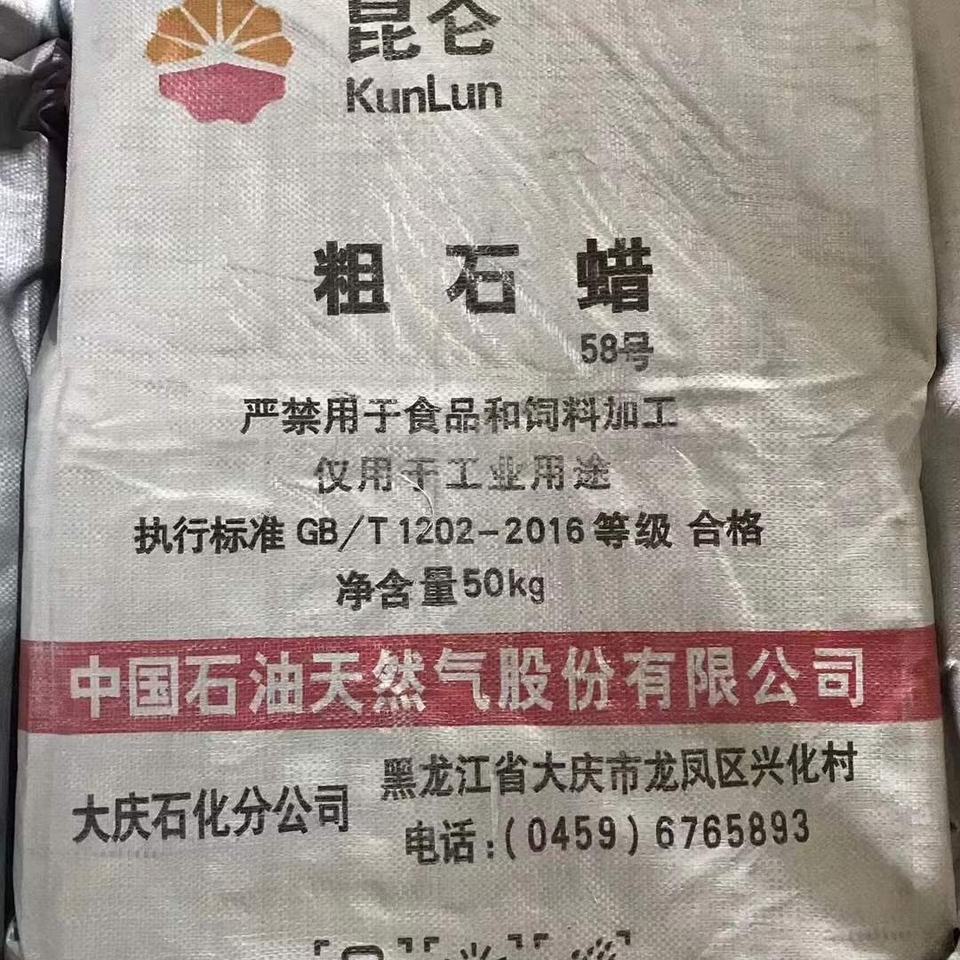 昆仑
KunLun
粗石蜡
58号
严禁用于食品和饲料加工
仅用于工业用途
执行标准 GB/T 1202-2016 等级 合格
净含量50kg
中国石油天然气股份有限公司
大庆石化分公司
黑龙江省大庆市龙凤区兴化村
电话:(0459) 6765893